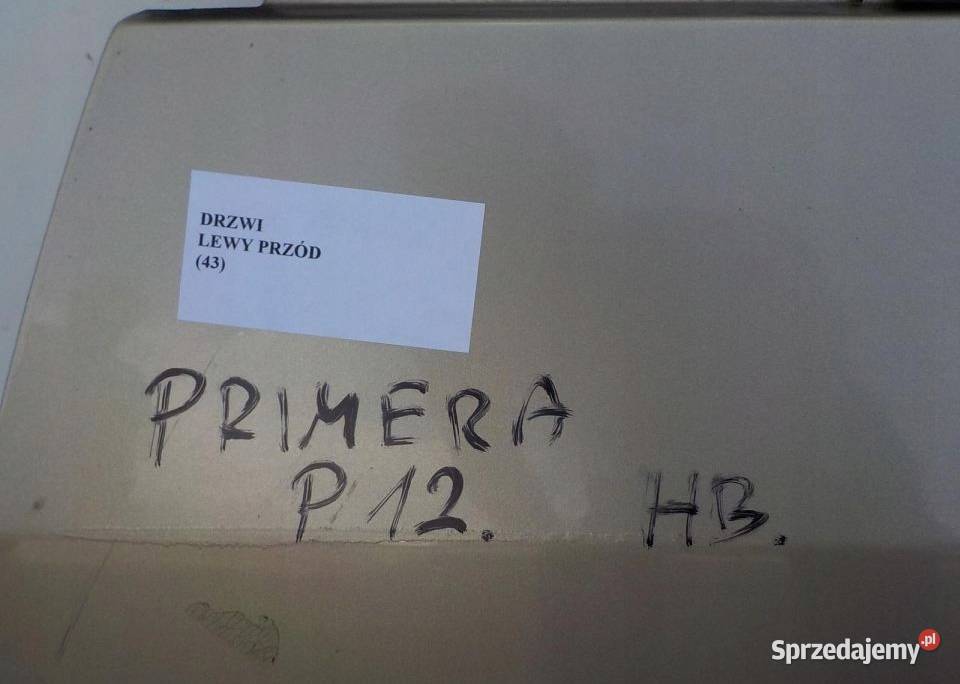 DRZWI
LEWY PRZÓD
(43)
PRIMERA
P12. HB.
Sprzedajemy.pl